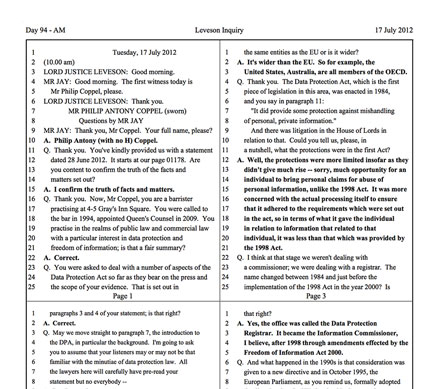 Day 94 - AM
Leveson Inquiry
17 July 2012
1 Tuesday, 17 July 2012
2 (10.00 am)
3 LORD JUSTICE LEVESON: Good morning.
4 MR JAY: Good morning. The first witness today is
5 Mr Philip Coppel, please.
6 LORD JUSTICE LEVESON: Thank you.
7 MR PHILIP ANTONY COPPEL (sworn)
8 Questions by MR JAY
9 MR JAY: Thank you, Mr Coppel. Your full name, please?
10 A. Philip Antony (with no H) Coppel.
11 Q. Thank you. You've kindly provided us with a statement
12 dated 28 June 2012. It starts at our page 01178. Are
13 you content to confirm the truth of the facts and
14 matters set out?
15 A. I confirm the truth of facts and matters.
16 Q. Thank you. Now, Mr Coppel, you are a barrister
17 practising at 4-5 Gray's Inn Square. You were called to
18 the bar in 1994, appointed Queen's Counsel in 2009. You
19 practise in the realms of public law and commercial law
20 with a particular interest in data protection and
21 freedom of information; is that a fair summary?
22 A. Correct.
23 Q. You were asked to deal with a number of aspects of the
24 Data Protection Act so far as they bear on the press and
25 the scope of your evidence. That is set out in
Page 1
1 the same entities as the EU or is it wider?
2 A. It's wider than the EU. So for example, the
3 United States, Australia, are all members of the OECD.
4 Q. Thank you. The Data Protection Act, which is the first
5 piece of legislation in this area, was enacted in 1984,
6 and you say in paragraph 11:
7 "It did provide some protection against mishandling
8 of personal, private information."
9 And there was litigation in the House of Lords in
10 relation to that. Could you tell us, please, in
11 a nutshell, what the protections were in the first Act?
12 A. Well, the protections were more limited insofar as they
13 didn't give much rise -- sorry, much opportunity for an
14 individual to bring personal claims for abuse of
15 personal information, unlike the 1998 Act. It was more
16 concerned with the actual processing itself to ensure
17 that it adhered to the requirements which were set out
18 in the act, so in terms of what it gave the individual
19 in relation to information that related to that
20 individual, it was less than that which was provided by
21 the 1998 Act.
22 Q. I think at that stage we weren't dealing with
23 a commissioner; we were dealing with a registrar. The
24 name changed between 1984 and just before the
25 implementation of the 1998 Act in the year 2000? Is
Page 3
1 paragraphs 3 and 4 of your statement; is that right?
2 A. Correct.
3 Q. May we move straight to paragraph 7, the introduction to
4 the DPA, in particular the background. I'm going to ask
5 you to assume that your listeners may or may not be that
6 familiar with the minutiae of data protection law. All
7 the lawyers here will carefully have pre-read your
8 statement but no everybody --
1 that right?
2 A. Yes, the office was called the Data Protection
3 Registrar. It became the Information Commissioner,
4 I believe, after 1998 through amendments effected by the
5 Freedom of Information Act 2000.
6 Q. And what happened in the 1990s is that consideration was
7 given to a new directive and in October 1995, the
8 European Parliament, as you remind us, formally adopted